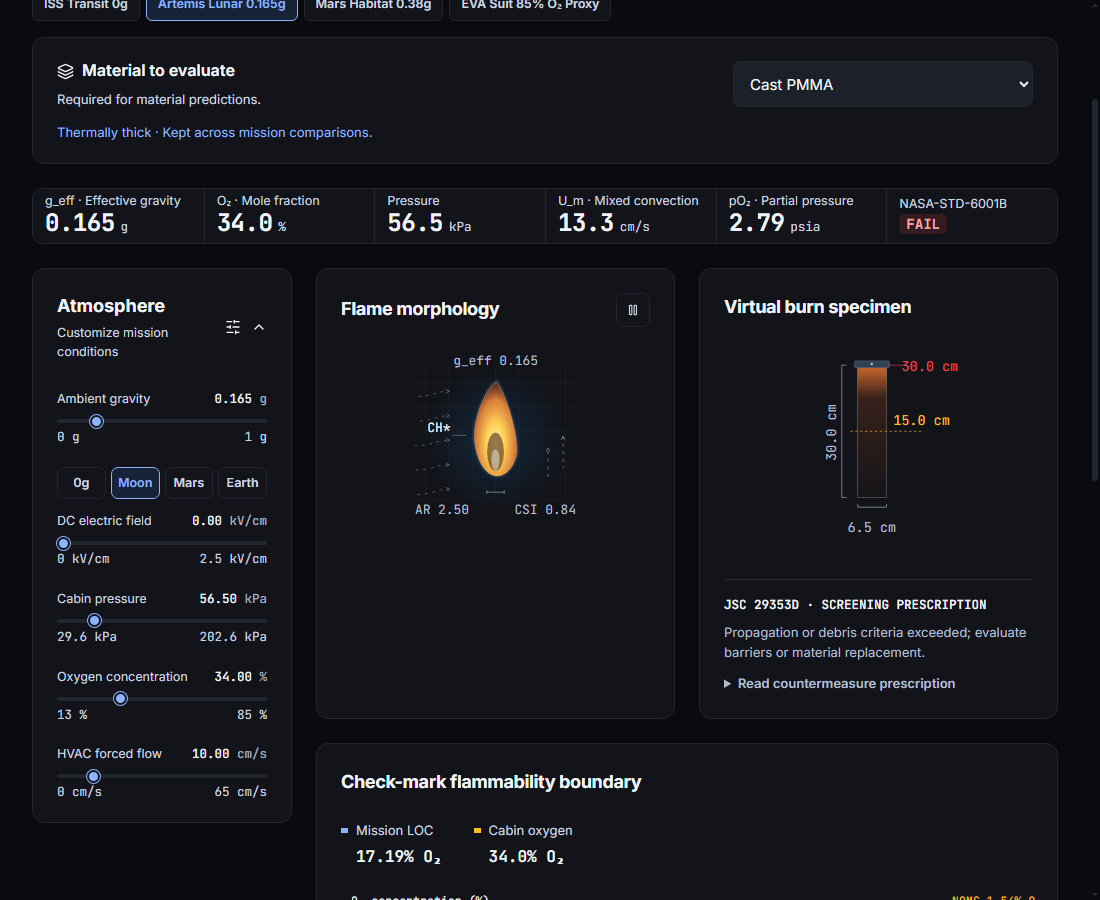 ISS Transit 0g
Artemis Lunar 0.165g
Mars Habitat 0.38g
EVA Suit 85% O₂ Proxy
Material to evaluate
Required for material predictions.
Thermally thick · Kept across mission comparisons.
Cast PMMA
g_eff · Effective gravity
0.165 g
O₂ · Mole fraction
34.0 %
Pressure
56.5 kPa
U_m · Mixed convection
13.3 cm/s
pO₂ · Partial pressure
2.79 psia
NASA-STD-6001B
FAIL
Atmosphere
Customize mission
conditions
Ambient gravity 0.165 g
0 g 1 g
0g Moon Mars Earth
DC electric field 0.00 kV/cm
0 kV/cm 2.5 kV/cm
Cabin pressure 56.50 kPa
29.6 kPa 202.6 kPa
Oxygen concentration 34.00 %
13 % 85 %
HVAC forced flow 10.00 cm/s
0 cm/s 65 cm/s
Flame morphology
g_eff 0.165
CH*
AR 2.50 CSI 0.84
Virtual burn specimen
30.0 cm
15.0 cm
30.0 cm
6.5 cm
JSC 29353D · SCREENING PRESCRIPTION
Propagation or debris criteria exceeded; evaluate
barriers or material replacement.
Read countermeasure prescription
Check-mark flammability boundary
Mission LOC
17.19% O₂
Cabin oxygen
34.0% O₂
concentration (%)